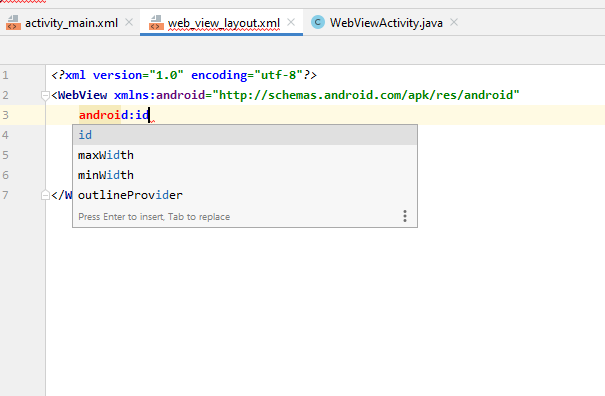 activity_main.xml web_view_layout.xml WebViewActivity.java
1 <?xml version="1.0" encoding="utf-8"?>
2 <WebView xmlns:android="http://schemas.android.com/apk/res/android"
3 android:id
4 id
5 maxWidth
6 minWidth
7 </W outlineProvider
Press Enter to insert, Tab to replace